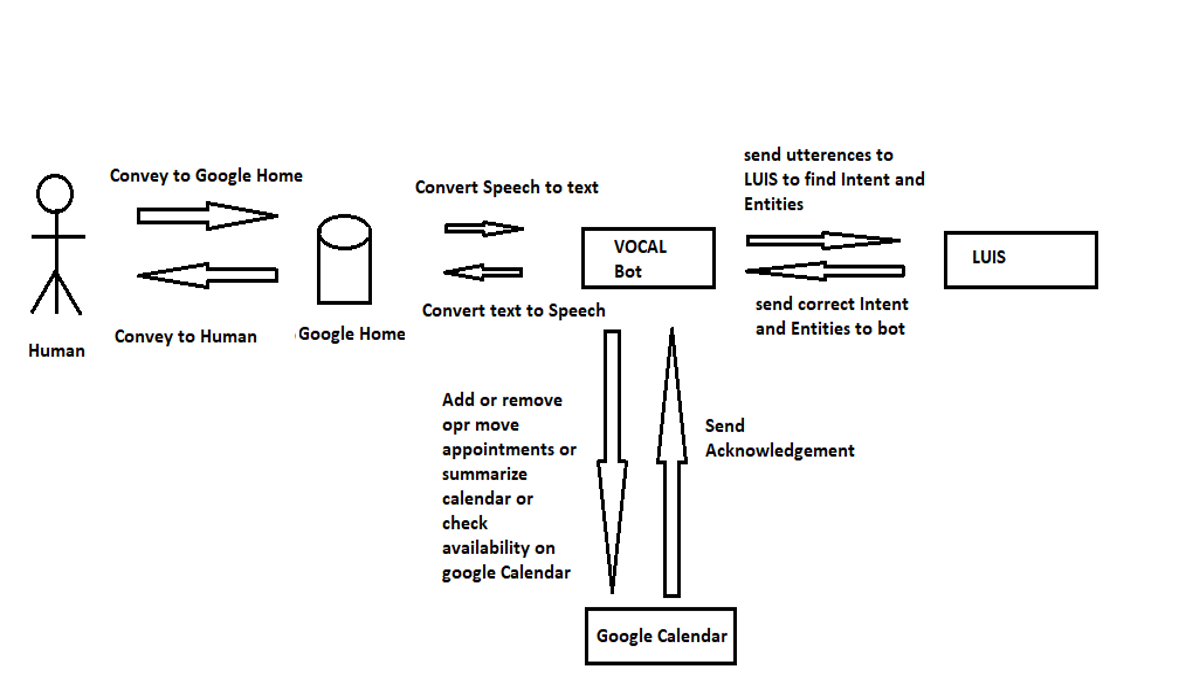 Convey to Google Home
Convey to Human
Human
Google Home
Convert Speech to text
Convert text to Speech
VOCAL
Bot
send utterences to
LUIS to find Intent and
Entities
send correct Intent
and Entities to bot
LUIS
Add or remove
opr move
appointments or
summarize
calendar or
check
availability on
google Calendar
Send
Acknowledgement
Google Calendar